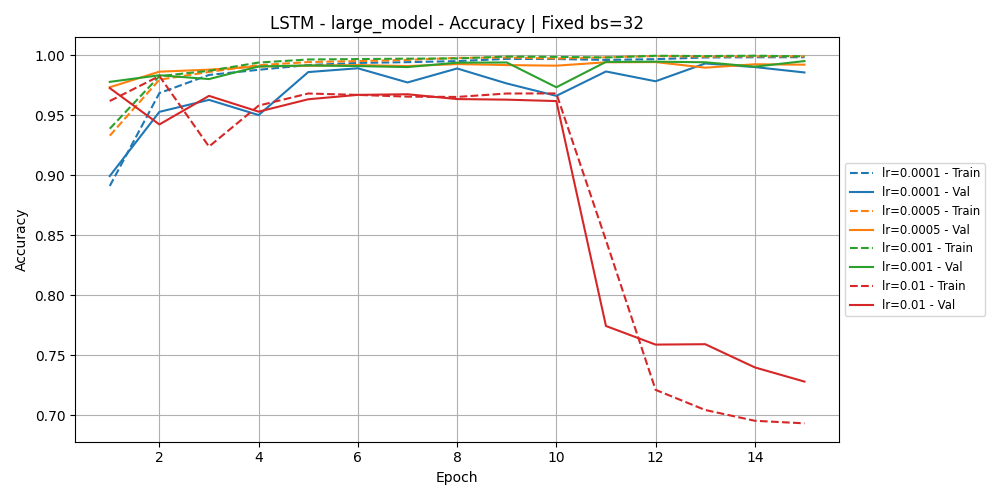 LSTM - large_model - Accuracy | Fixed bs=32
1.00
0.95
0.90
0.85
0.80
0.75
0.70
Accuracy
2
4
6
8
10
12
14
Epoch
lr=0.0001 - Train
lr=0.0001 - Val
lr=0.0005 - Train
lr=0.0005 - Val
lr=0.001 - Train
lr=0.001 - Val
lr=0.01 - Train
lr=0.01 - Val